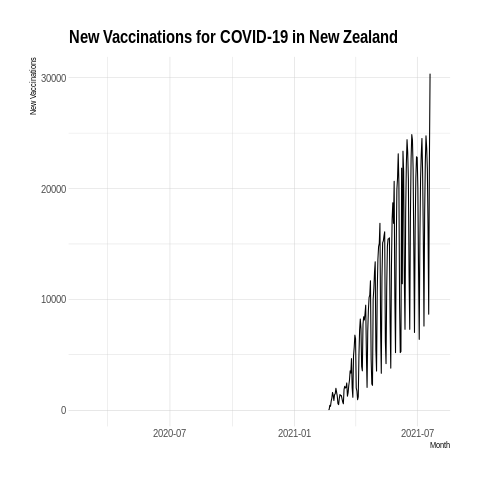 New Vaccinations for COVID-19 in New Zealand
New Vaccinations
30000
20000
10000
0
2020-07
2021-01
2021-07
Month